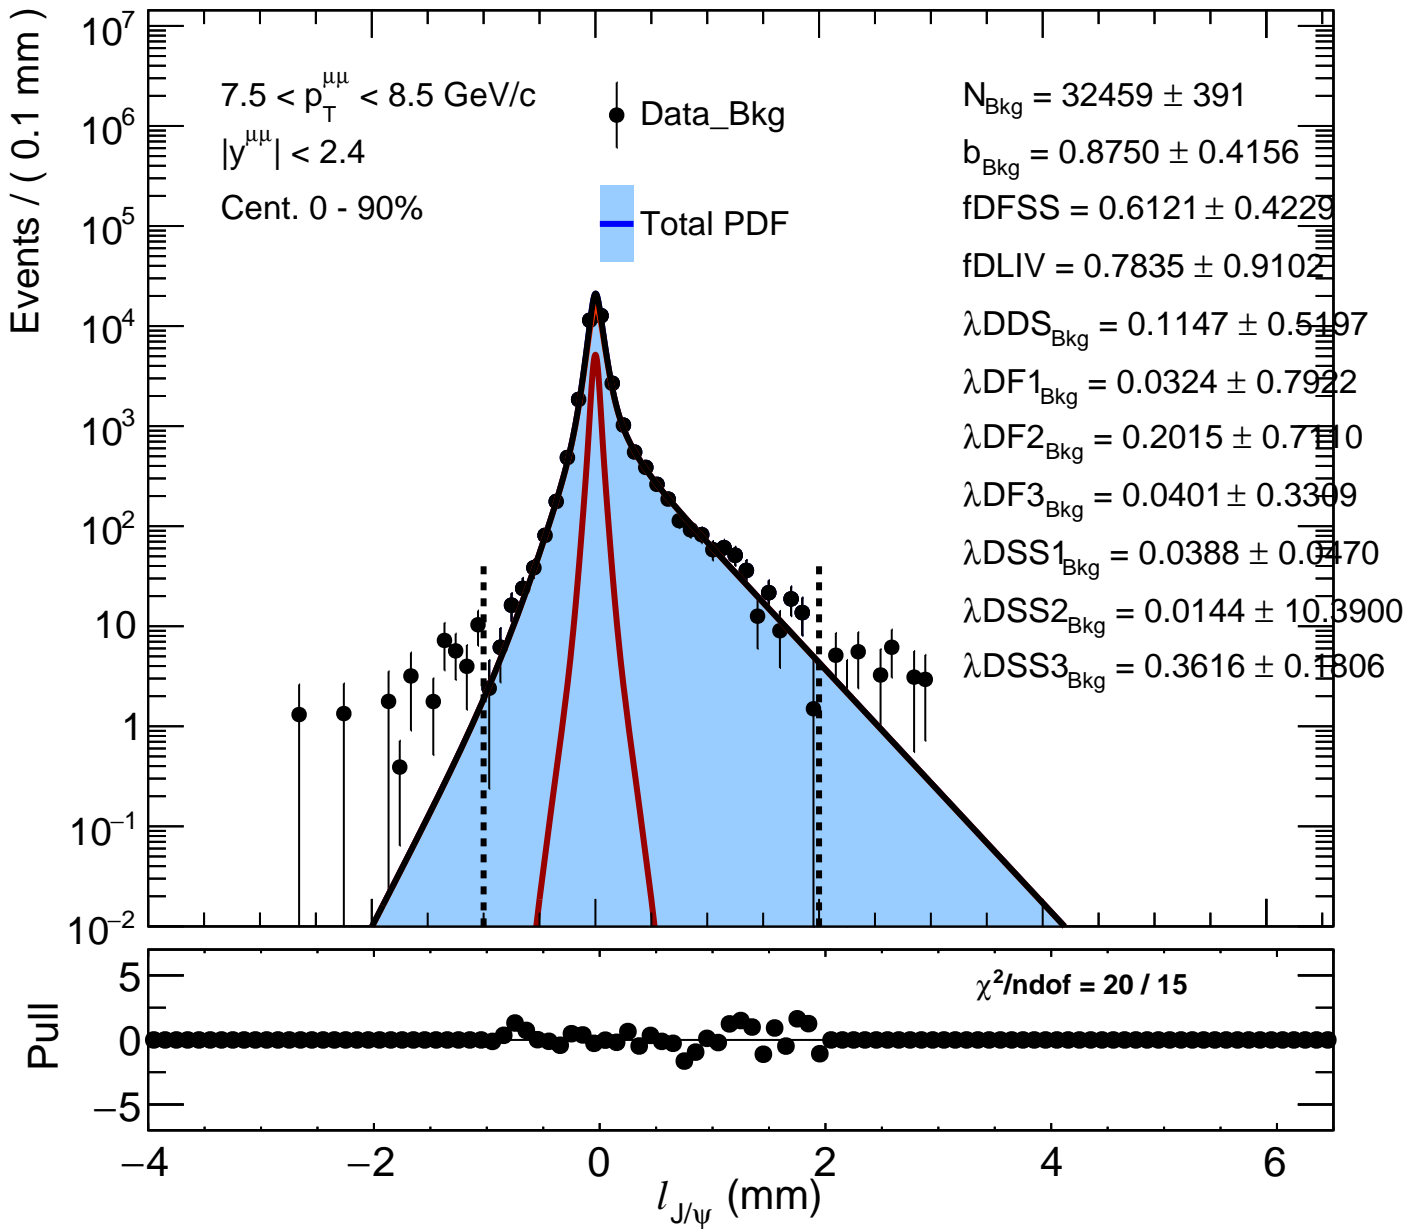 7.5 < p_T^μμ < 8.5 GeV/c
|y^μμ| < 2.4
Cent. 0 - 90%
Data_Bkg
Total PDF
N_Bkg = 32459 ± 391
b_Bkg = 0.8750 ± 0.4156
fDFSS = 0.6121 ± 0.4229
fDLIV = 0.7835 ± 0.9102
λDDS_Bkg = 0.1147 ± 0.5197
λDF1_Bkg = 0.0324 ± 0.7922
λDF2_Bkg = 0.2015 ± 0.7110
λDF3_Bkg = 0.0401 ± 0.3309
λDSS1_Bkg = 0.0388 ± 0.0470
λDSS2_Bkg = 0.0144 ± 10.3900
λDSS3_Bkg = 0.3616 ± 0.1806
Events / ( 0.1 mm )
10^7
10^6
10^5
10^4
10^3
10^2
10
1
10^−1
10^−2
χ²/ndof = 20 / 15
Pull
5
0
−5
−4 −2 0 2 4 6
l_J/ψ (mm)